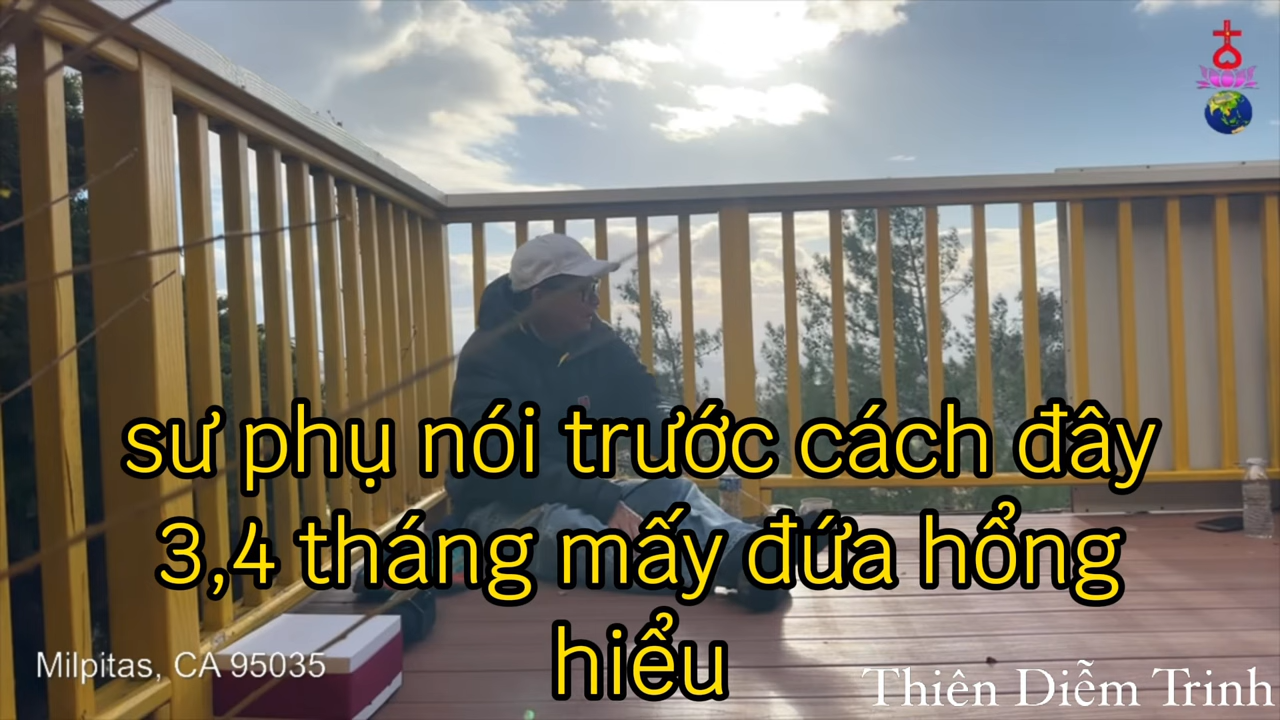 sư phụ nói trước cách đây
3,4 tháng mấy đứa hổng
hiểu
Milpitas, CA 95035
Thiên Diễm Trinh